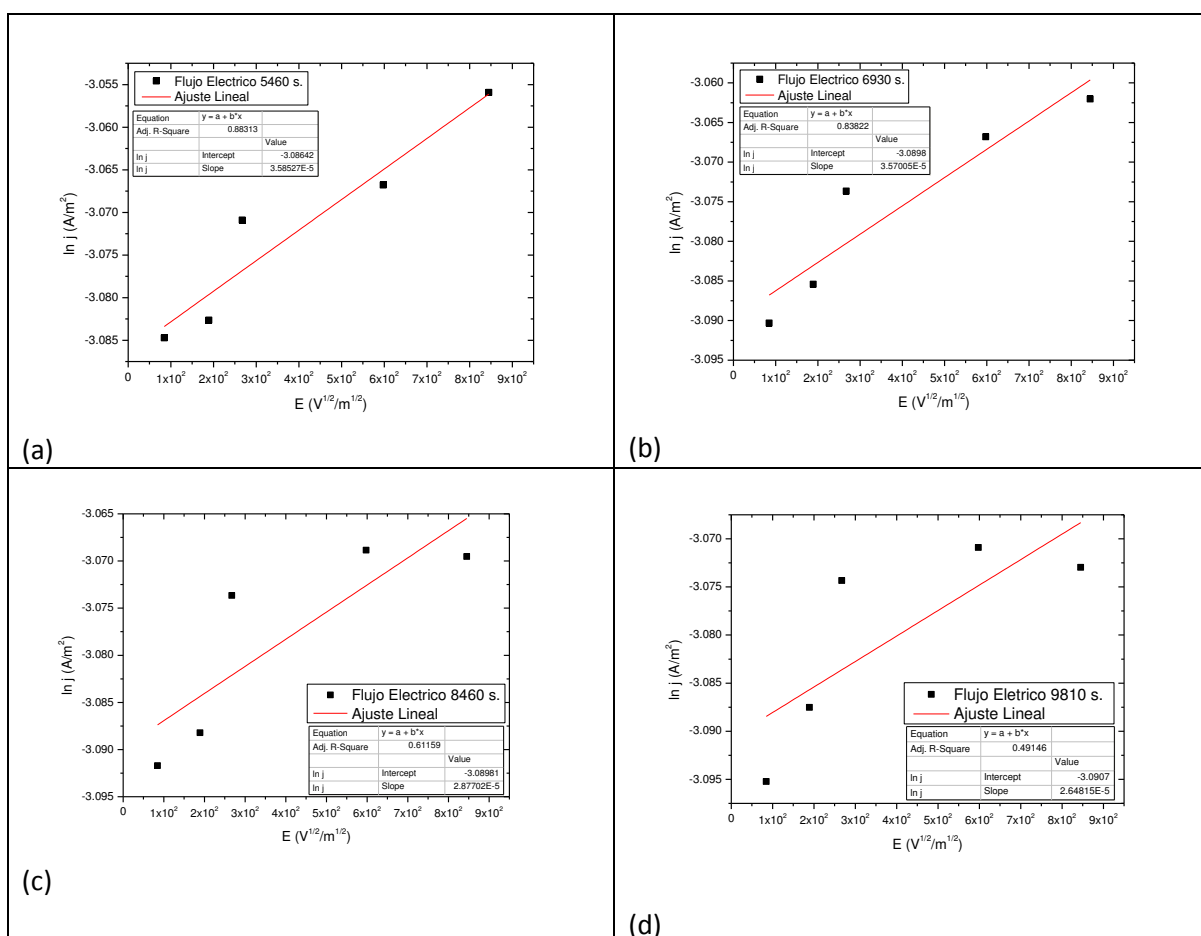 Flujo Electrico 5460 s.
Ajuste Lineal
Equation y = a + b*x
Adj. R-Square 0.88313
Value
ln j Intercept -3.08642
ln j Slope 3.58527E-5
-3.055
-3.060
-3.065
-3.070
-3.075
-3.080
-3.085
ln j (A/m²)
0 1x10² 2x10² 3x10² 4x10² 5x10² 6x10² 7x10² 8x10² 9x10²
E (V^1/2/m^1/2)
(a)
Flujo Electrico 6930 s.
Ajuste Lineal
Equation y = a + b*x
Adj. R-Square 0.83822
Value
ln j Intercept -3.0898
ln j Slope 3.57005E-5
-3.060
-3.065
-3.070
-3.075
-3.080
-3.085
-3.090
-3.095
ln j (A/m²)
0 1x10² 2x10² 3x10² 4x10² 5x10² 6x10² 7x10² 8x10² 9x10²
E (V^1/2/m^1/2)
(b)
-3.065
-3.070
-3.075
-3.080
-3.085
-3.090
-3.095
ln j (A/m²)
Flujo Electrico 8460 s.
Ajuste Lineal
Equation y = a + b*x
Adj. R-Square 0.61159
Value
ln j Intercept -3.08981
ln j Slope 2.87702E-5
0 1x10² 2x10² 3x10² 4x10² 5x10² 6x10² 7x10² 8x10² 9x10²
E (V^1/2/m^1/2)
(c)
-3.070
-3.075
-3.080
-3.085
-3.090
-3.095
ln j (A/m²)
Flujo Eletrico 9810 s.
Ajuste Lineal
Equation y = a + b*x
Adj. R-Square 0.49146
Value
ln j Intercept -3.0907
ln j Slope 2.64815E-5
0 1x10² 2x10² 3x10² 4x10² 5x10² 6x10² 7x10² 8x10² 9x10²
E (V^1/2/m^1/2)
(d)